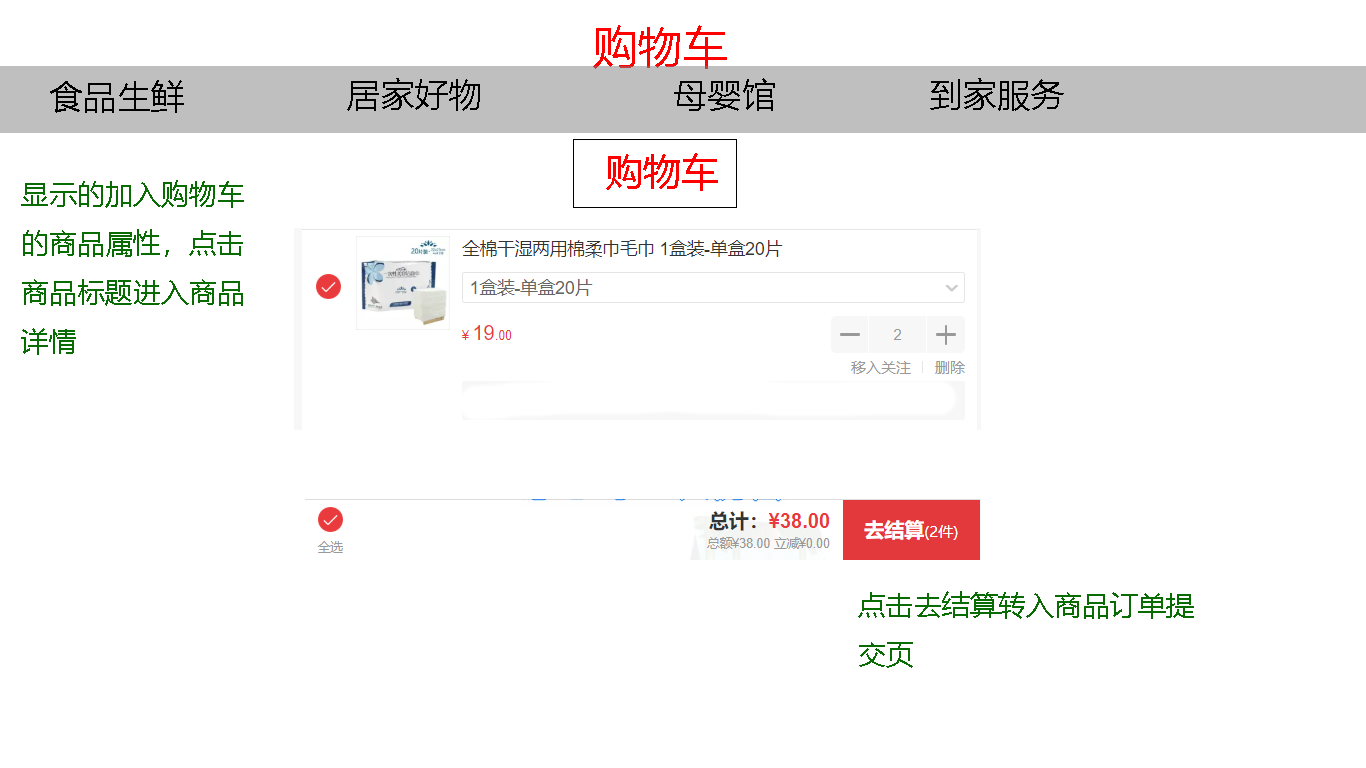 购物车
食品生鲜 居家好物 母婴馆 到家服务
购物车
显示的加入购物车
的商品属性，点击
商品标题进入商品
详情
20片装
全棉干湿两用棉柔巾毛巾 1盒装-单盒20片
1盒装-单盒20片
¥ 19.00
2
移入关注 删除
全选
总计：¥38.00
总额¥38.00 立减¥0.00
去结算(2件)
点击去结算转入商品订单提
交页